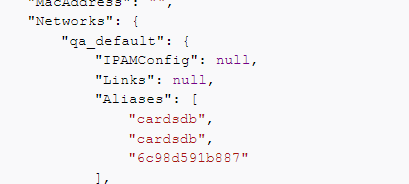 "MacAddress": "",
"Networks": {
"qa_default": {
"IPAMConfig": null,
"Links": null,
"Aliases": [
"cardsdb",
"cardsdb",
"6c98d591b887"
],